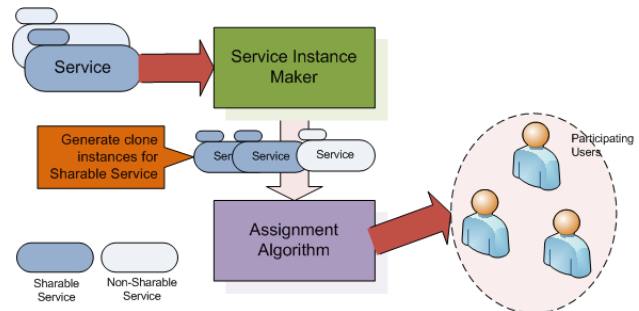 Service
Service Instance
Maker
Generate clone
instances for
Sharable Service
Ser
Service
Service
Participating
Users
Assignment
Algorithm
Sharable
Service
Non-Sharable
Service